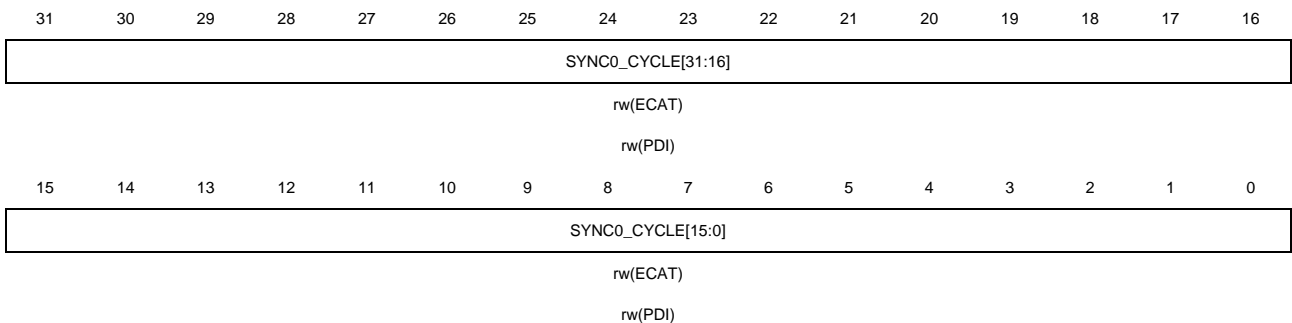 31 30 29 28 27 26 25 24 23 22 21 20 19 18 17 16
SYNC0_CYCLE[31:16]
rw(ECAT)
rw(PDI)
15 14 13 12 11 10 9 8 7 6 5 4 3 2 1 0
SYNC0_CYCLE[15:0]
rw(ECAT)
rw(PDI)